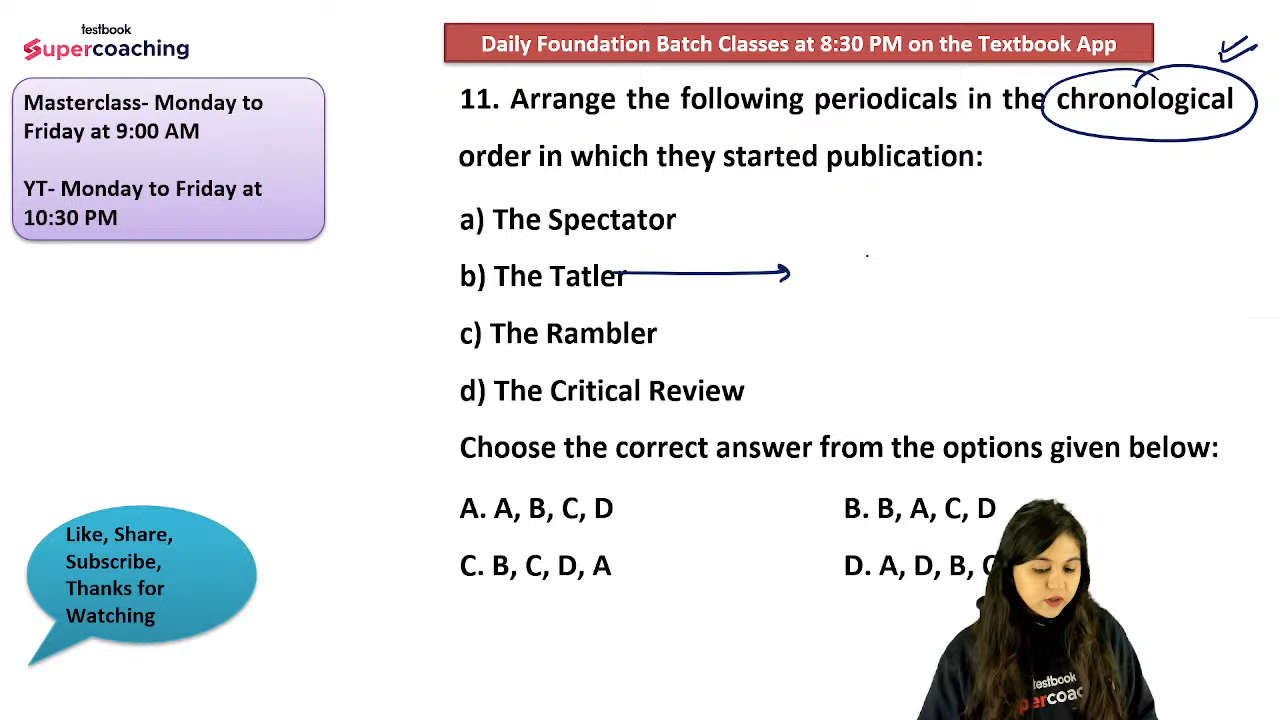 testbook
Supercoaching
Daily Foundation Batch Classes at 8:30 PM on the Textbook App
Masterclass- Monday to
Friday at 9:00 AM
YT- Monday to Friday at
10:30 PM
11. Arrange the following periodicals in the chronological
order in which they started publication:
a) The Spectator
b) The Tatler
c) The Rambler
d) The Critical Review
Choose the correct answer from the options given below:
A. A, B, C, D
B. B, A, C, D
C. B, C, D, A
D. A, D, B,
Like, Share,
Subscribe,
Thanks for
Watching
testbook